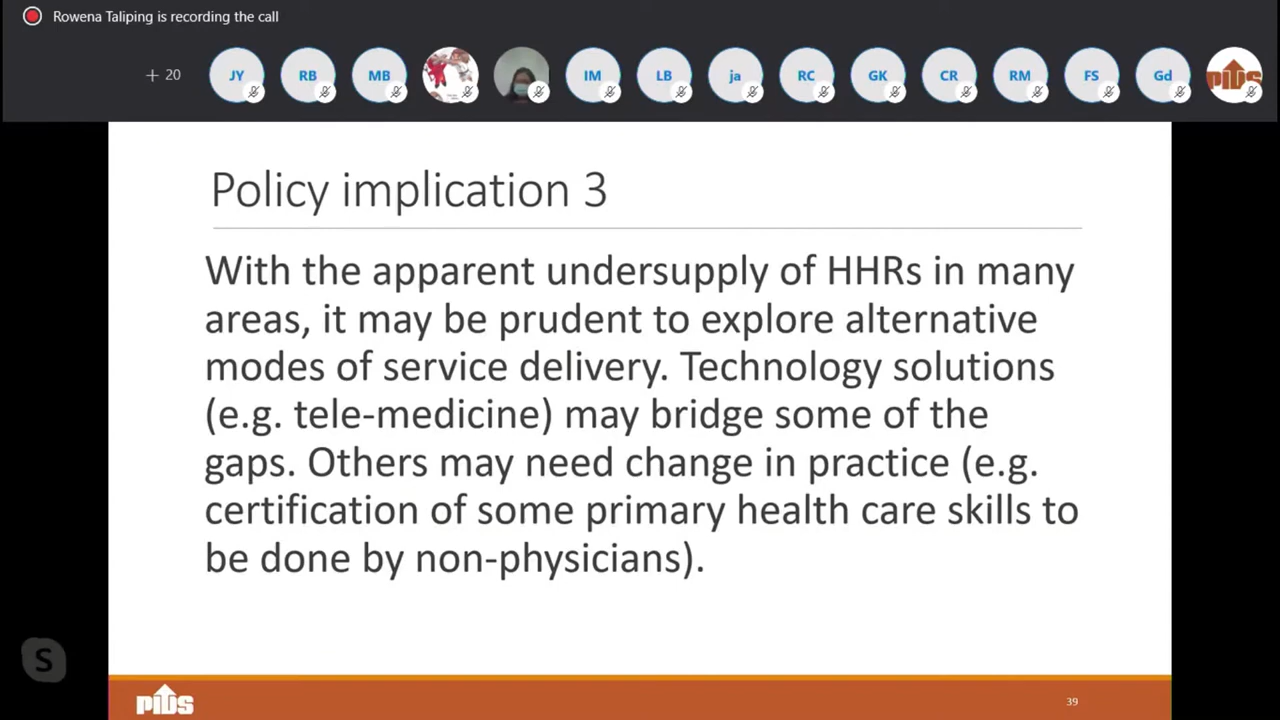 Rowena Taliping is recording the call
+ 20
JY
RB
MB
IM
LB
ja
RC
GK
CR
RM
FS
Gd
PIDS
Policy implication 3
With the apparent undersupply of HHRs in many
areas, it may be prudent to explore alternative
modes of service delivery. Technology solutions
(e.g. tele-medicine) may bridge some of the
gaps. Others may need change in practice (e.g.
certification of some primary health care skills to
be done by non-physicians).
S
PIDS
39